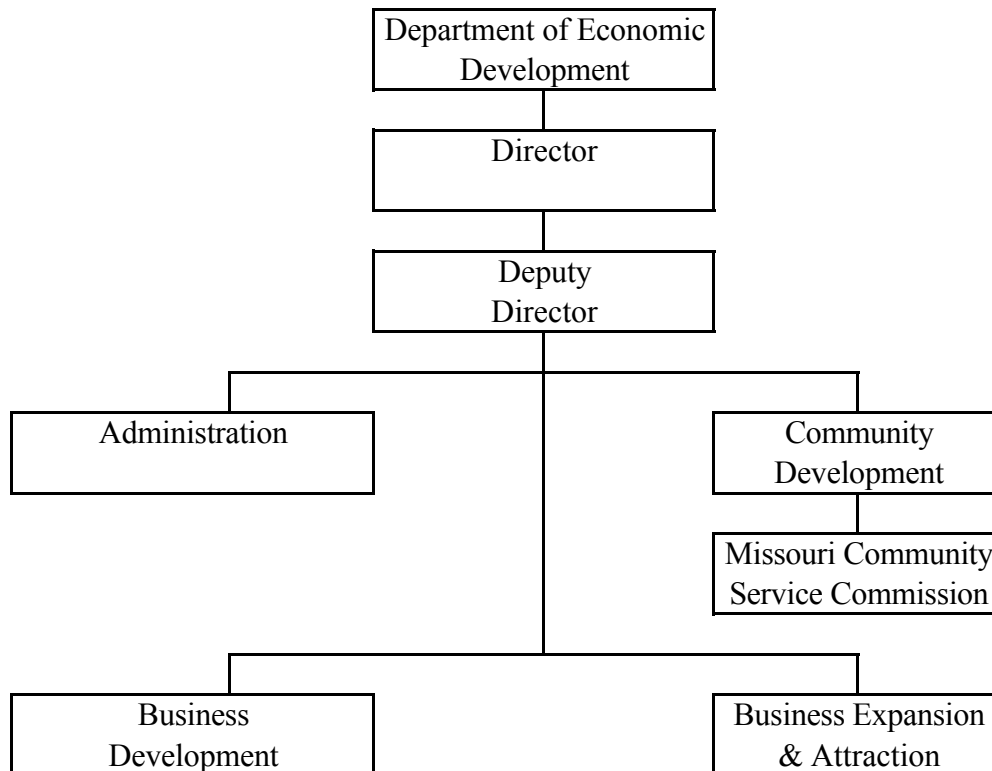 Department of Economic
Development
Director
Deputy
Director
Administration
Community
Development
Missouri Community
Service Commission
Business
Development
Business Expansion
& Attraction